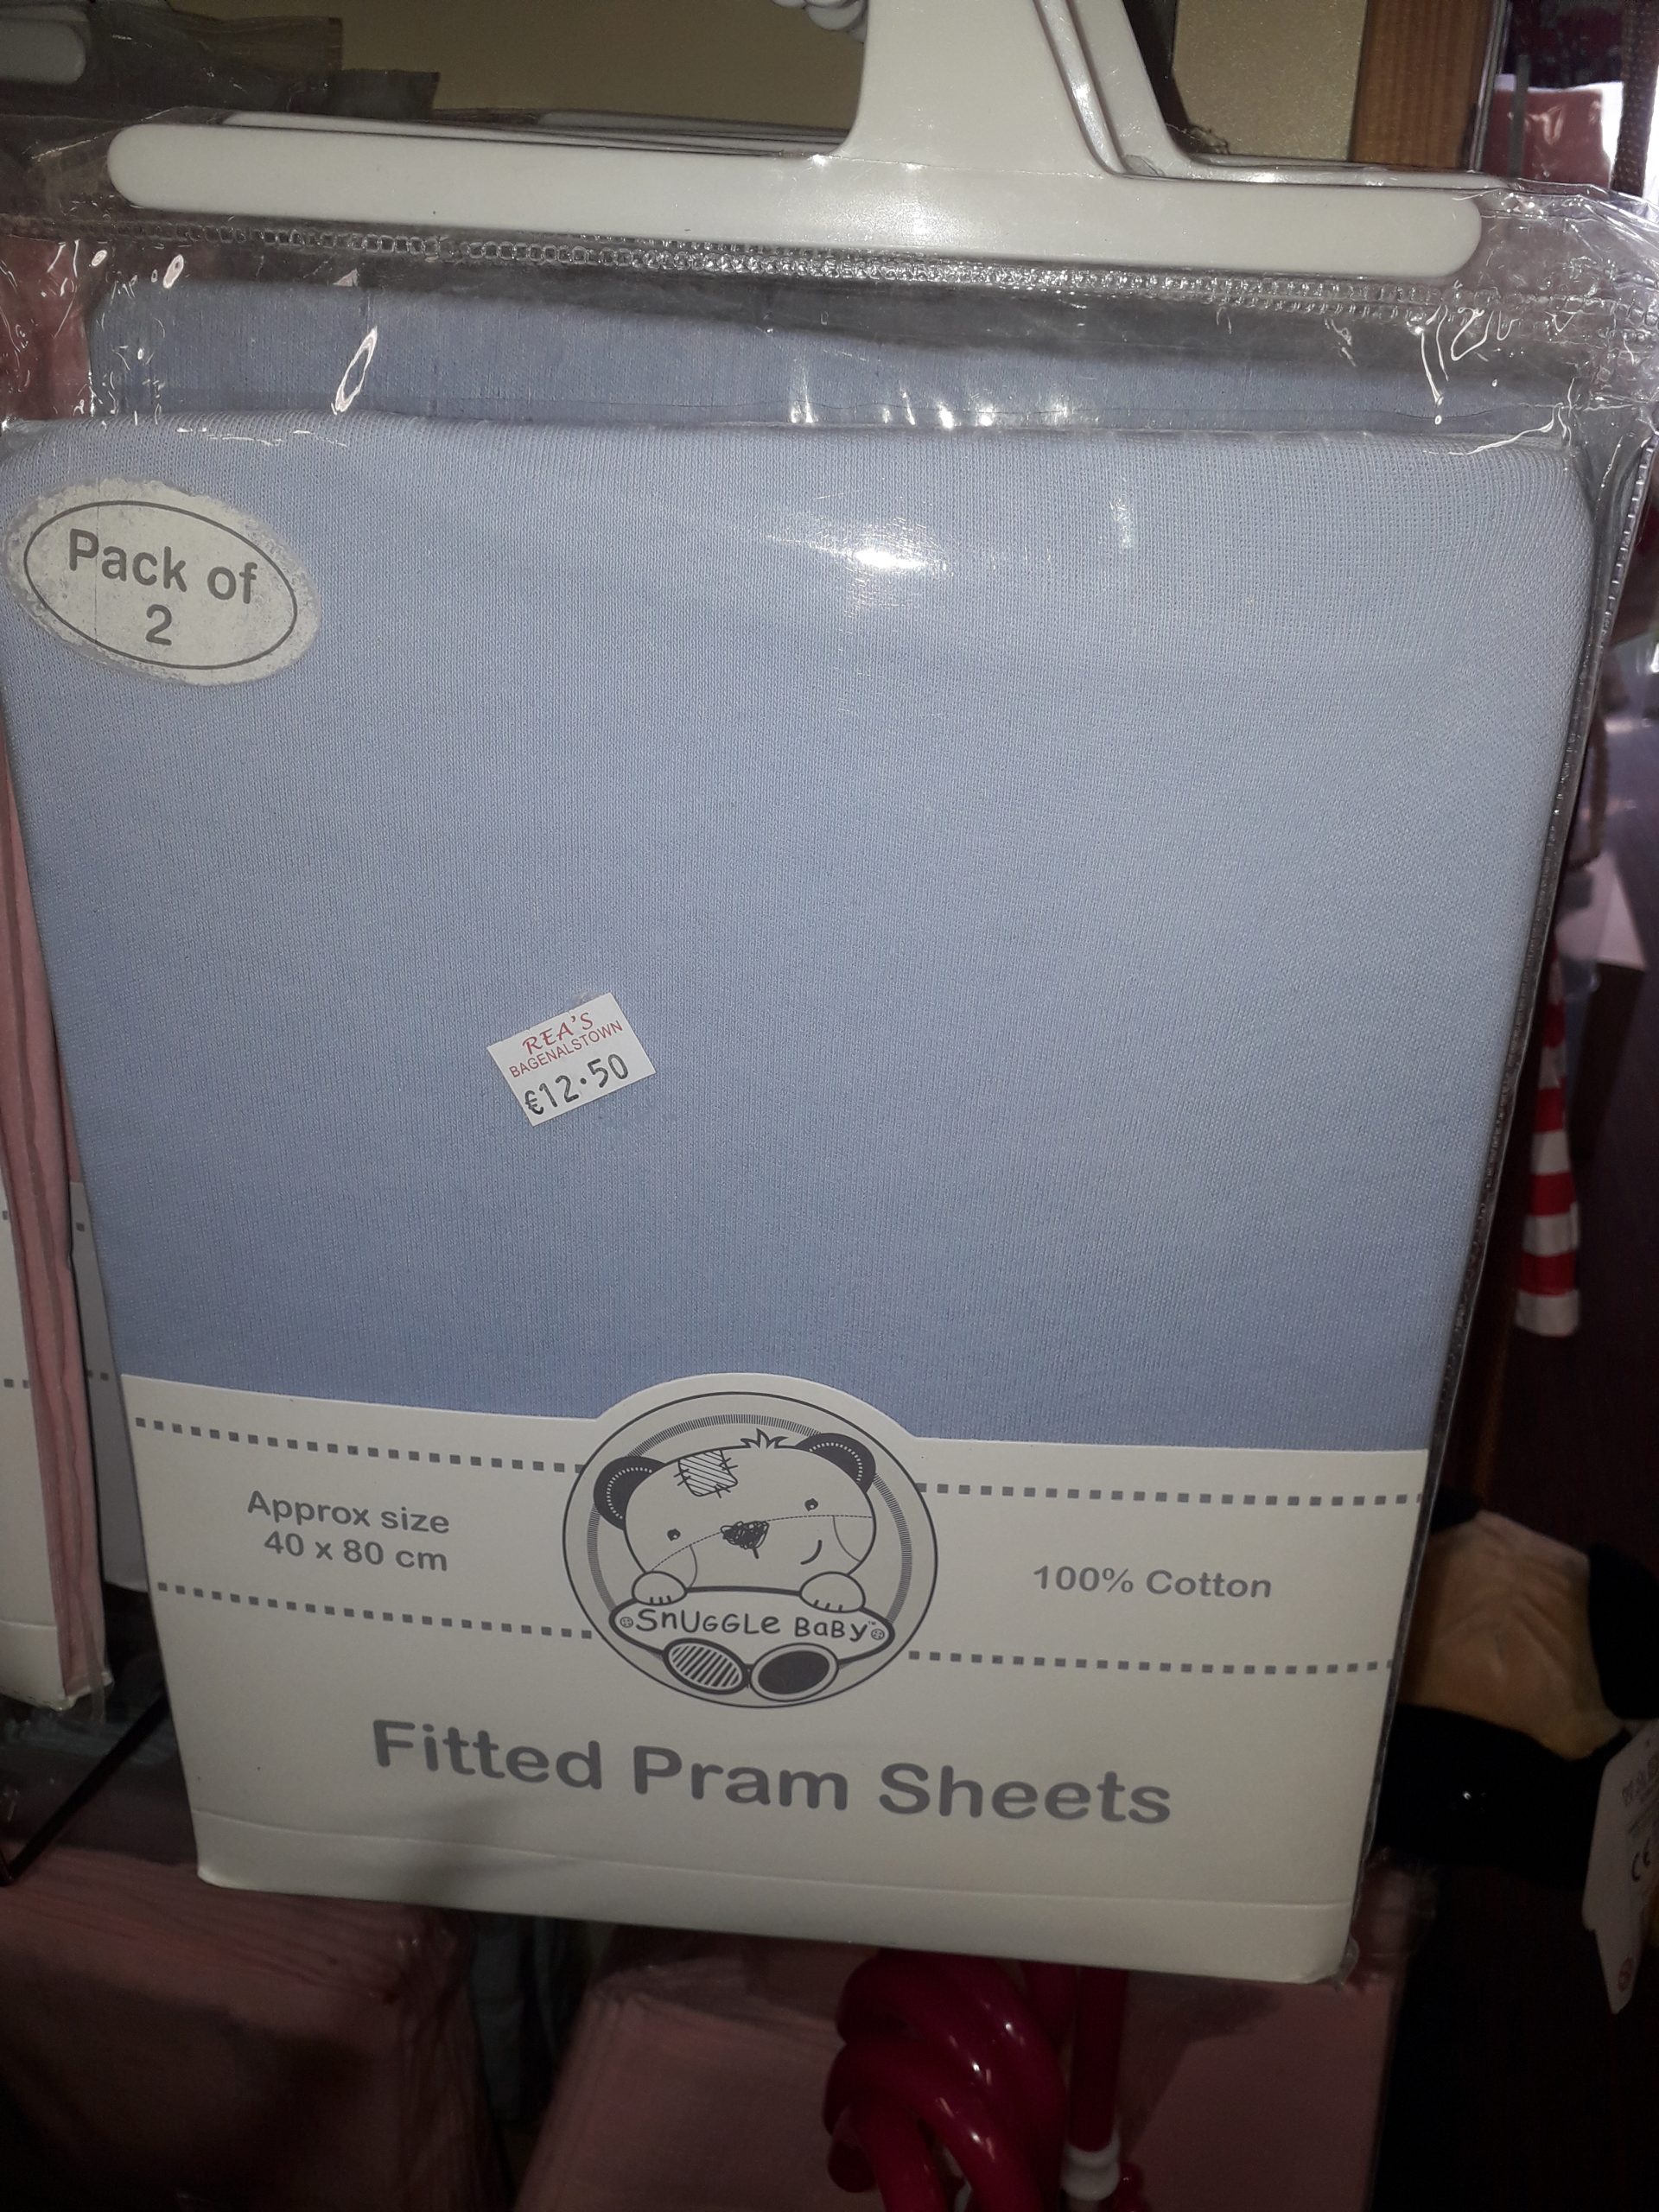 Pack of
2
REA'S
BAGENALSTOWN
€12.50
Approx size
40 x 80 cm
100% Cotton
SnUGGLe BaBy
Fitted Pram Sheets
CE